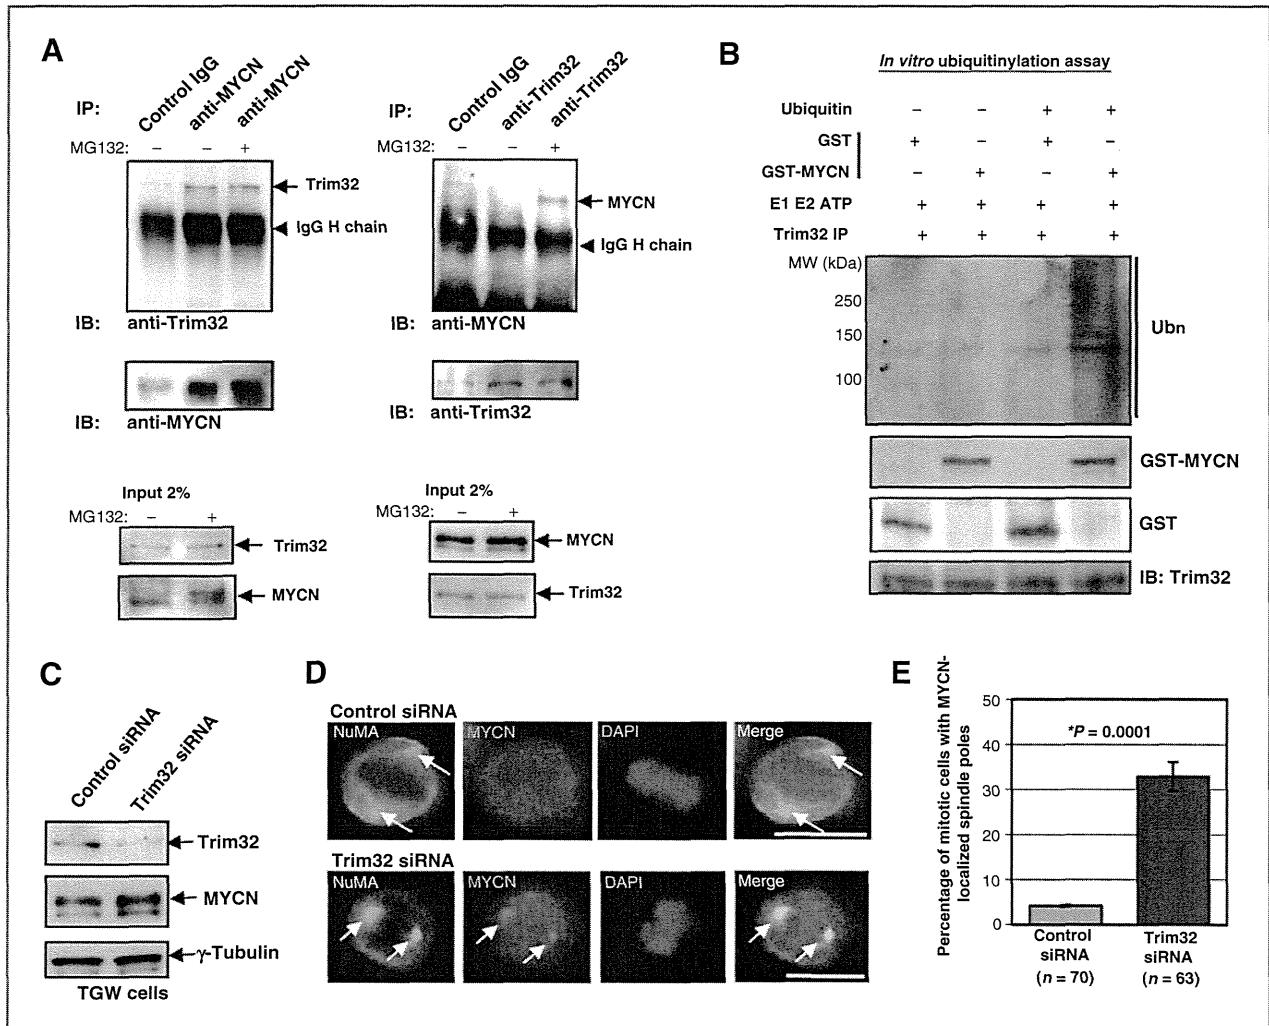 A
IP:
Control IgG
anti-MYCN
anti-MYCN
MG132: – – +
Trim32
IgG H chain
IB: anti-Trim32
IB: anti-MYCN
Input 2%
MG132: – +
Trim32
MYCN
IP:
Control IgG
anti-Trim32
anti-Trim32
MG132: – – +
MYCN
IgG H chain
IB: anti-MYCN
IB: anti-Trim32
Input 2%
MG132: – +
MYCN
Trim32
B
In vitro ubiquitinylation assay
Ubiquitin – – + +
GST + – + –
GST-MYCN – + – +
E1 E2 ATP + + + +
Trim32 IP + + + +
MW (kDa)
250
150
100
Ubn
GST-MYCN
GST
IB: Trim32
C
Control siRNA
Trim32 siRNA
Trim32
MYCN
γ-Tubulin
TGW cells
D
Control siRNA
NuMA MYCN DAPI Merge
Trim32 siRNA
NuMA MYCN DAPI Merge
E
Percentage of mitotic cells with MYCN-
localized spindle poles
50
40
30
20
10
0
*P = 0.0001
Control siRNA (n = 70)
Trim32 siRNA (n = 63)